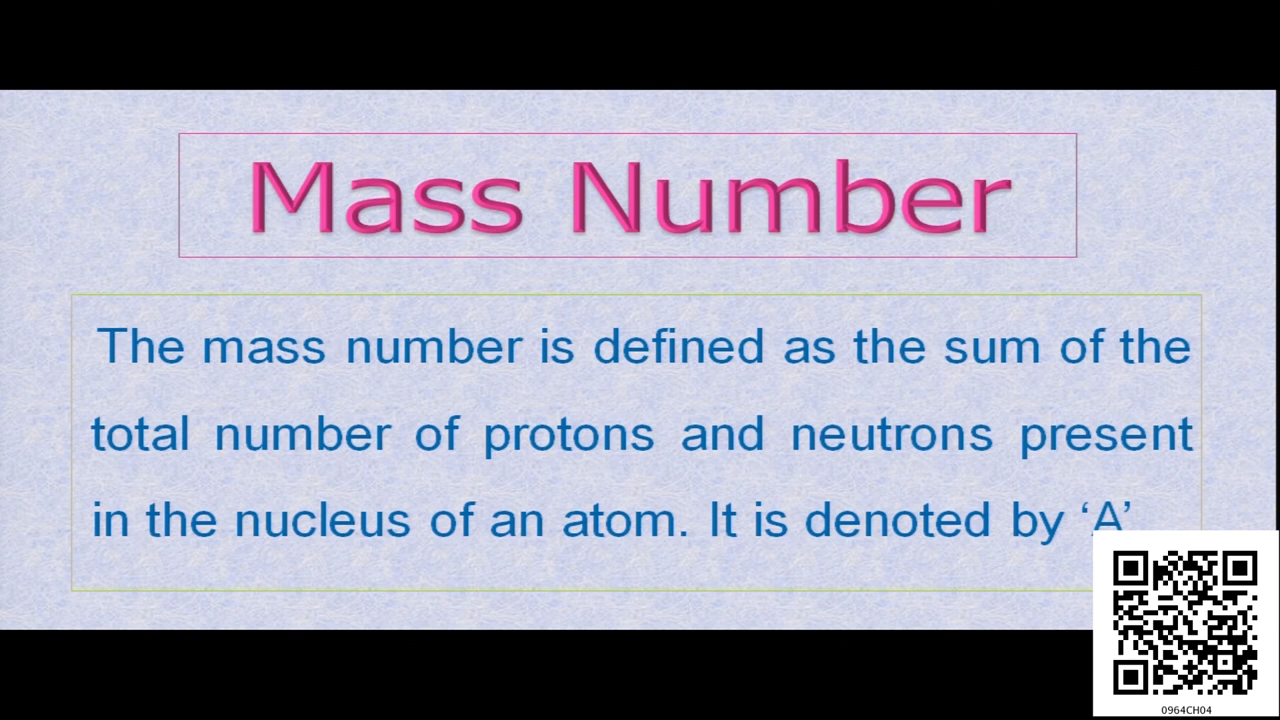 Mass Number
The mass number is defined as the sum of the
total number of protons and neutrons present
in the nucleus of an atom. It is denoted by ‘A’
0964CH04